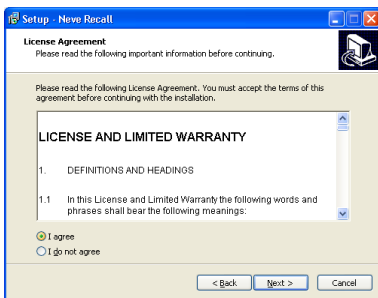 Setup - Neve Recall
License Agreement
Please read the following important information before continuing.
Please read the following License Agreement. You must accept the terms of this
agreement before continuing with the installation.
LICENSE AND LIMITED WARRANTY
1. DEFINITIONS AND HEADINGS
1.1 In this License and Limited Warranty the following words and
phrases shall bear the following meanings:
I agree
I do not agree
< Back Next > Cancel